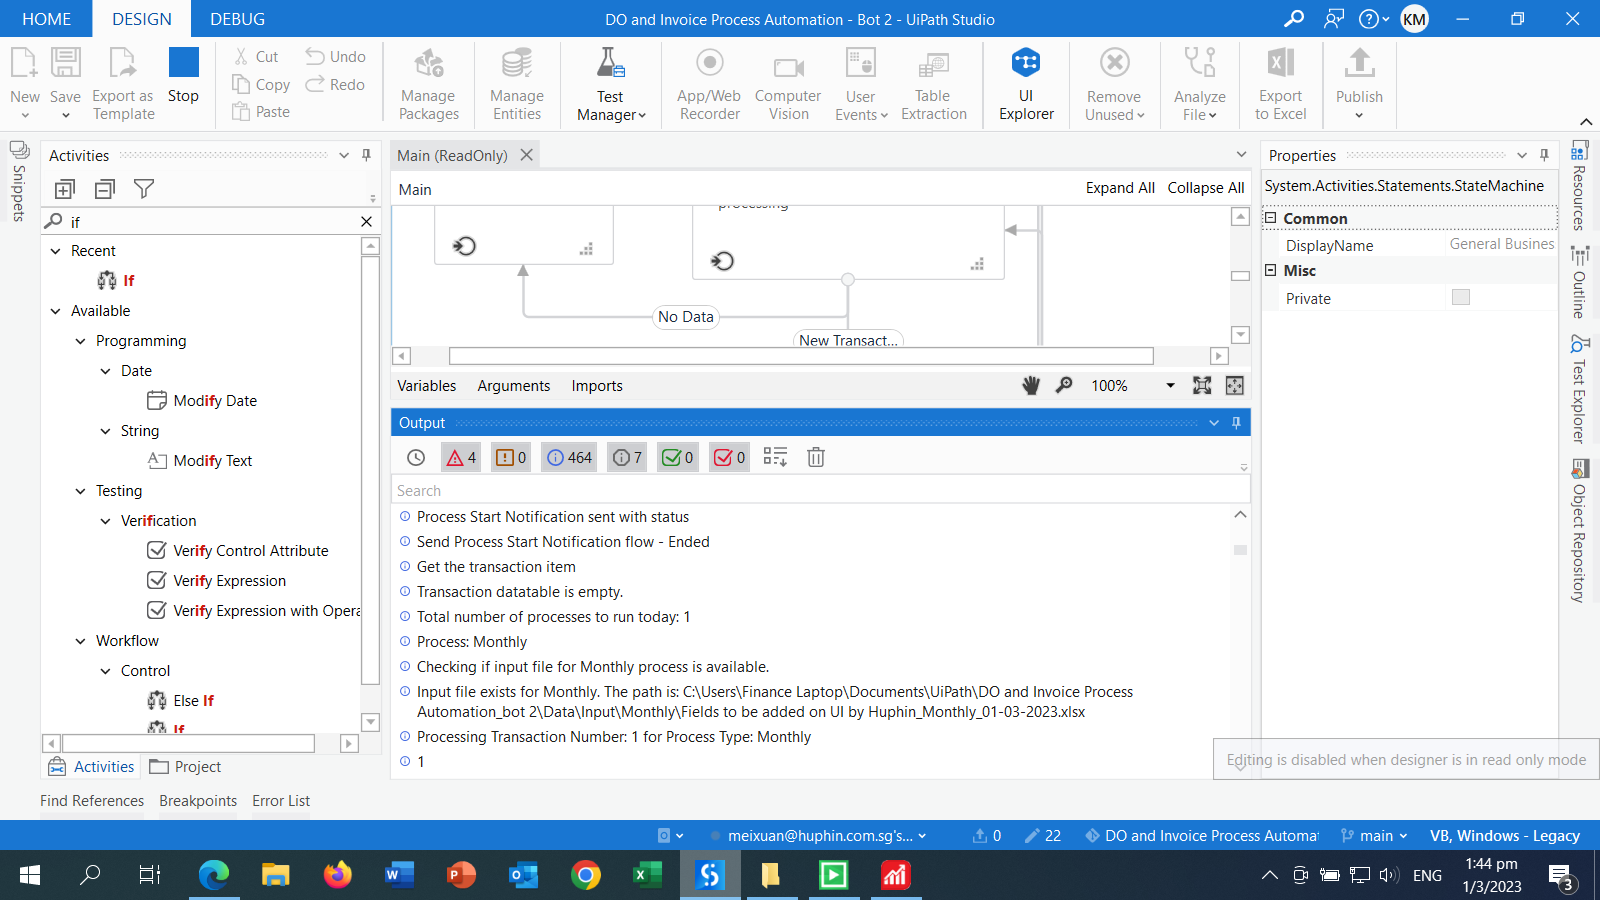 HOME
DESIGN
DEBUG
DO and Invoice Process Automation - Bot 2 - UiPath Studio
KM
New
Save
Export as
Template
Stop
Cut
Copy
Paste
Undo
Redo
Manage
Packages
Manage
Entities
Test
Manager
App/Web
Recorder
Computer
Vision
User
Events
Table
Extraction
UI
Explorer
Remove
Unused
Analyze
File
Export
to Excel
Publish
Snippets
Activities
if
Recent
If
Available
Programming
Date
Modify Date
String
Modify Text
Testing
Verification
Verify Control Attribute
Verify Expression
Verify Expression with Opera
Workflow
Control
Else If
If
Activities
Project
Main (ReadOnly)
Main
Expand All
Collapse All
processing
No Data
New Transact...
Variables
Arguments
Imports
100%
Output
4
0
464
7
0
0
Search
Process Start Notification sent with status
Send Process Start Notification flow - Ended
Get the transaction item
Transaction datatable is empty.
Total number of processes to run today: 1
Process: Monthly
Checking if input file for Monthly process is available.
Input file exists for Monthly. The path is: C:\Users\Finance Laptop\Documents\UiPath\DO and Invoice Process
Automation_bot 2\Data\Input\Monthly\Fields to be added on UI by Huphin_Monthly_01-03-2023.xlsx
Processing Transaction Number: 1 for Process Type: Monthly
1
Properties
System.Activities.Statements.StateMachine
Common
DisplayName
General Busines
Misc
Private
Editing is disabled when designer is in read only mode
Resources
Outline
Test Explorer
Object Repository
Find References
Breakpoints
Error List
meixuan@huphin.com.sg's...
0
22
DO and Invoice Process Automat
main
VB, Windows - Legacy
ENG
1:44 pm
1/3/2023
3